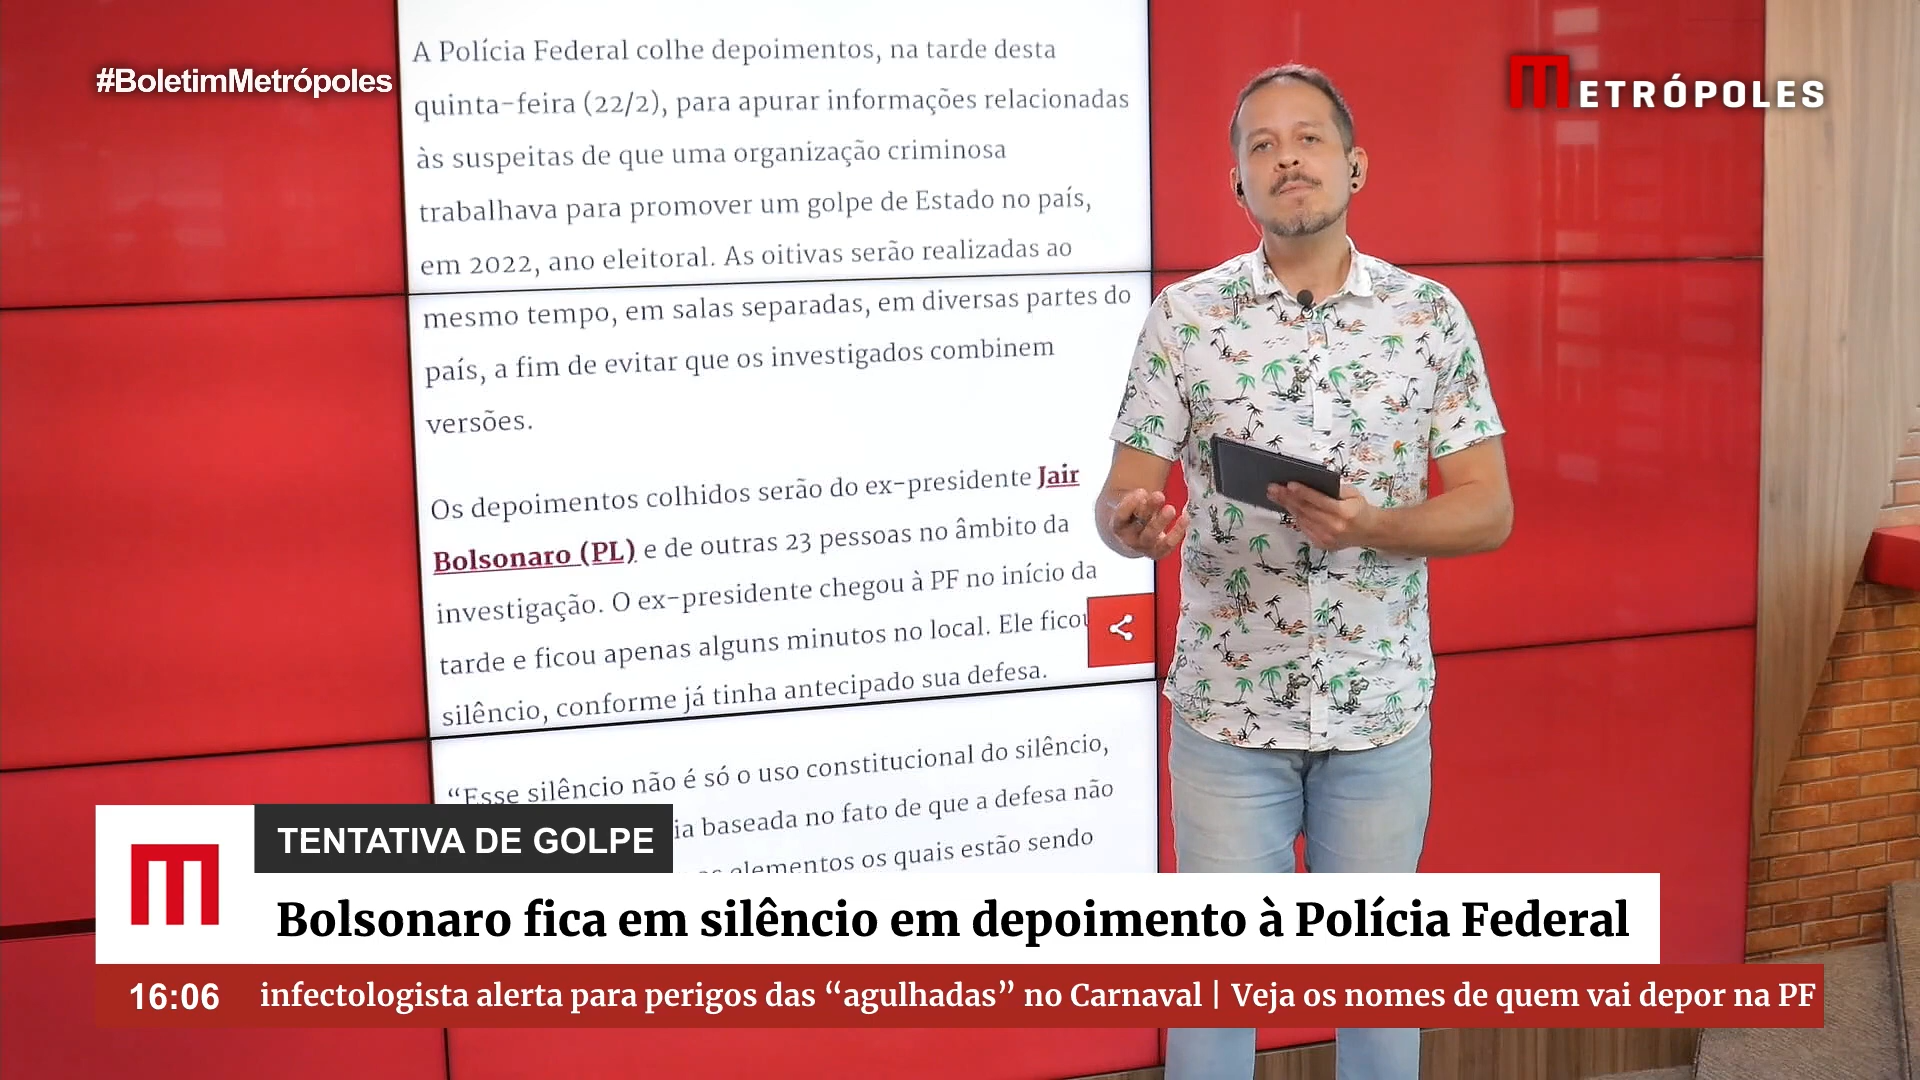 #BoletimMetrópoles
METRÓPOLES
A Polícia Federal colhe depoimentos, na tarde desta
quinta-feira (22/2), para apurar informações relacionadas
às suspeitas de que uma organização criminosa
trabalhava para promover um golpe de Estado no país,
em 2022, ano eleitoral. As oitivas serão realizadas ao
mesmo tempo, em salas separadas, em diversas partes do
país, a fim de evitar que os investigados combinem
versões.
Os depoimentos colhidos serão do ex-presidente Jair
Bolsonaro (PL) e de outras 23 pessoas no âmbito da
investigação. O ex-presidente chegou à PF no início da
tarde e ficou apenas alguns minutos no local. Ele ficou
silêncio, conforme já tinha antecipado sua defesa.
“Esse silêncio não é só o uso constitucional do silêncio,
baseada no fato de que a defesa não
elementos os quais estão sendo
M
TENTATIVA DE GOLPE
Bolsonaro fica em silêncio em depoimento à Polícia Federal
16:06 infectologista alerta para perigos das “agulhadas” no Carnaval | Veja os nomes de quem vai depor na PF